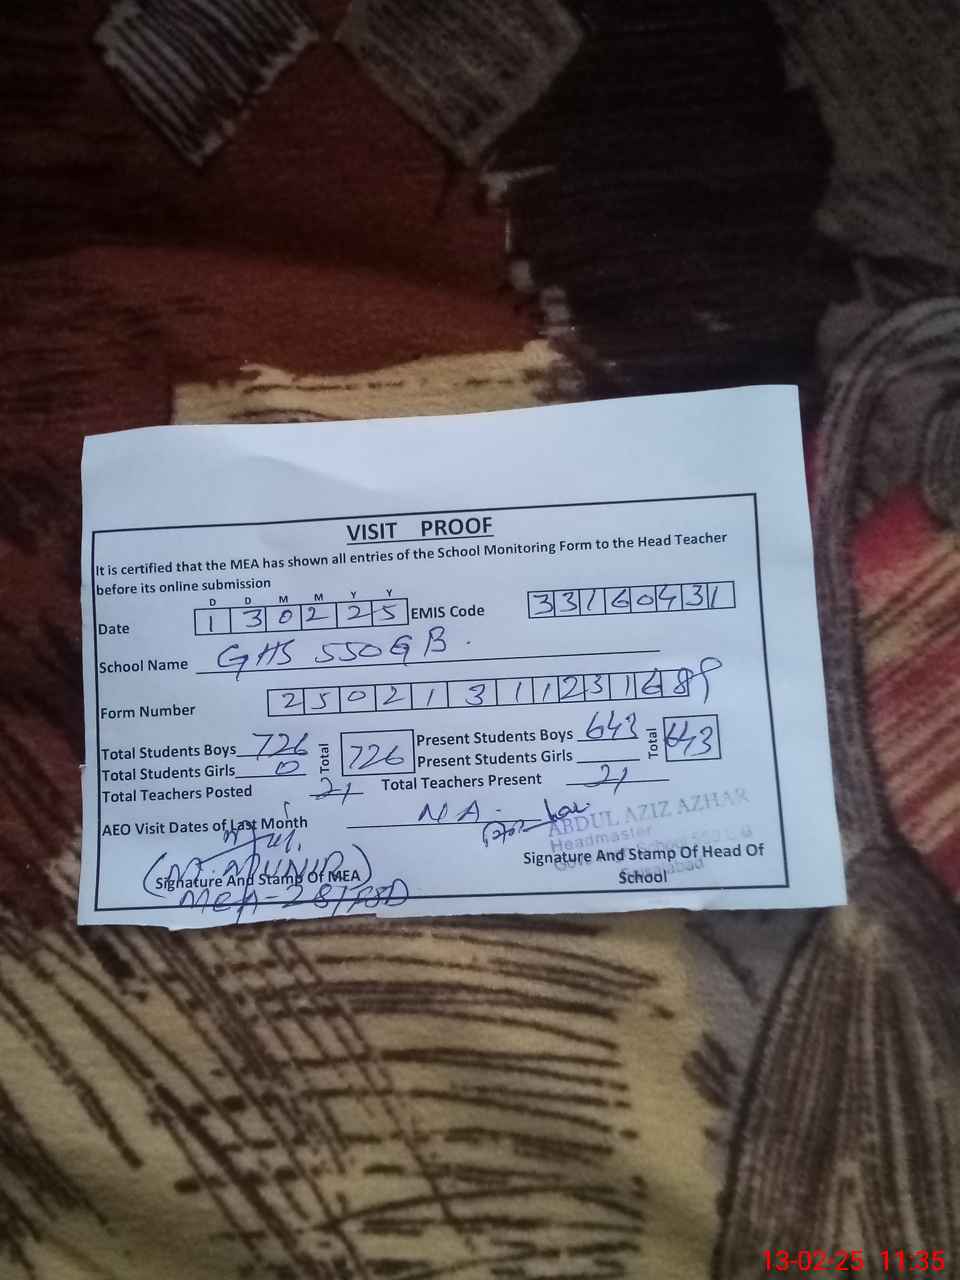 VISIT PROOF
It is certified that the MEA has shown all entries of the School Monitoring Form to the Head Teacher
before its online submission
D D M M Y Y
Date 1 3 0 2 2 5 EMIS Code 3 3 1 6 0 4 3 1
School Name GHS 550 GB
Form Number 2 5 0 2 1 3 1 1 2 3 1 6 8 9
Total Students Boys 726 Total 726 Present Students Boys 643 Total 643
Total Students Girls 0 Present Students Girls
Total Teachers Posted 21 Total Teachers Present 21
AEO Visit Dates of Last Month NA
ABDUL AZIZ AZHAR
Headmaster
(M. MUNIR)
Signature And Stamp Of MEA
MEA-28/FSD
Signature And Stamp Of Head Of
School
13-02-25 11:35